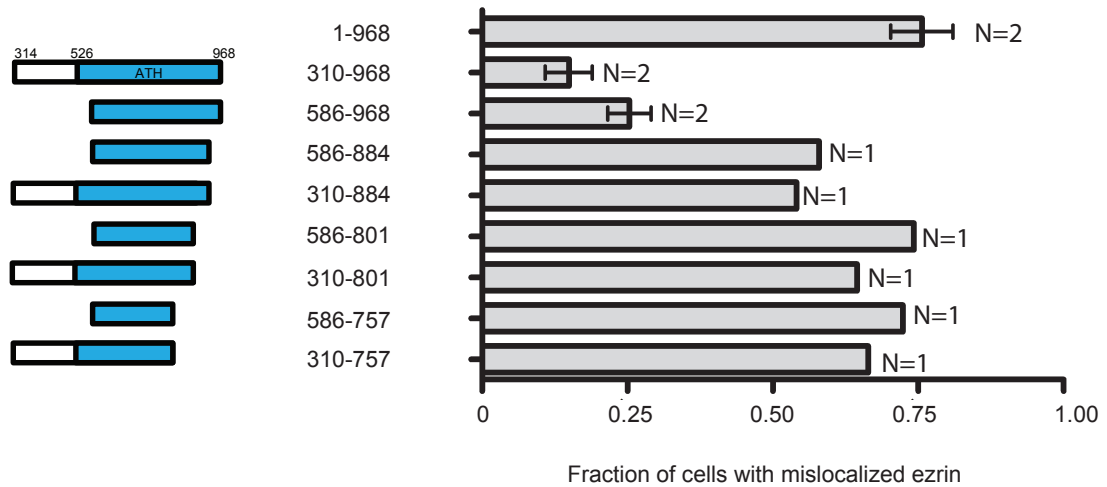 1-968 N=2
314 526 968
ATH 310-968 N=2
586-968 N=2
586-884 N=1
310-884 N=1
586-801 N=1
310-801 N=1
586-757 N=1
310-757 N=1
0 0.25 0.50 0.75 1.00
Fraction of cells with mislocalized ezrin